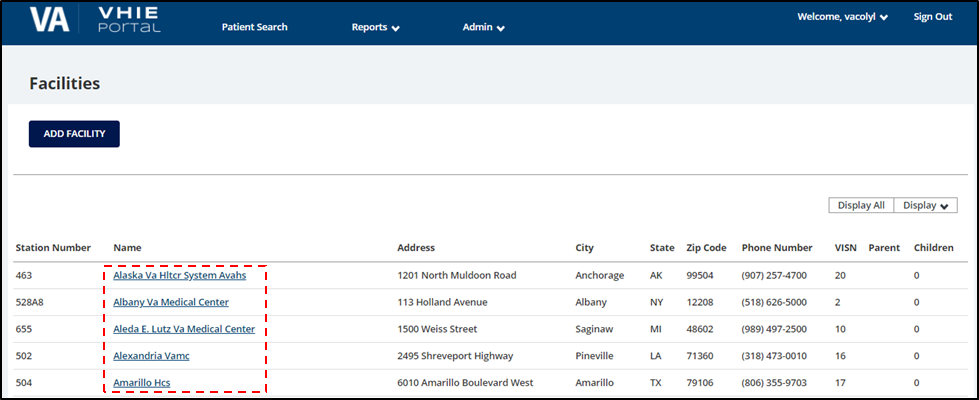 VA VHIE PORTAL Patient Search Reports Admin Welcome, vacolyl Sign Out
Facilities
ADD FACILITY
Display All Display
Station Number Name Address City State Zip Code Phone Number VISN Parent Children
463 Alaska Va Hltcr System Avahs 1201 North Muldoon Road Anchorage AK 99504 (907) 257-4700 20 0
528A8 Albany Va Medical Center 113 Holland Avenue Albany NY 12208 (518) 626-5000 2 0
655 Aleda E. Lutz Va Medical Center 1500 Weiss Street Saginaw MI 48602 (989) 497-2500 10 0
502 Alexandria Vamc 2495 Shreveport Highway Pineville LA 71360 (318) 473-0010 16 0
504 Amarillo Hcs 6010 Amarillo Boulevard West Amarillo TX 79106 (806) 355-9703 17 0